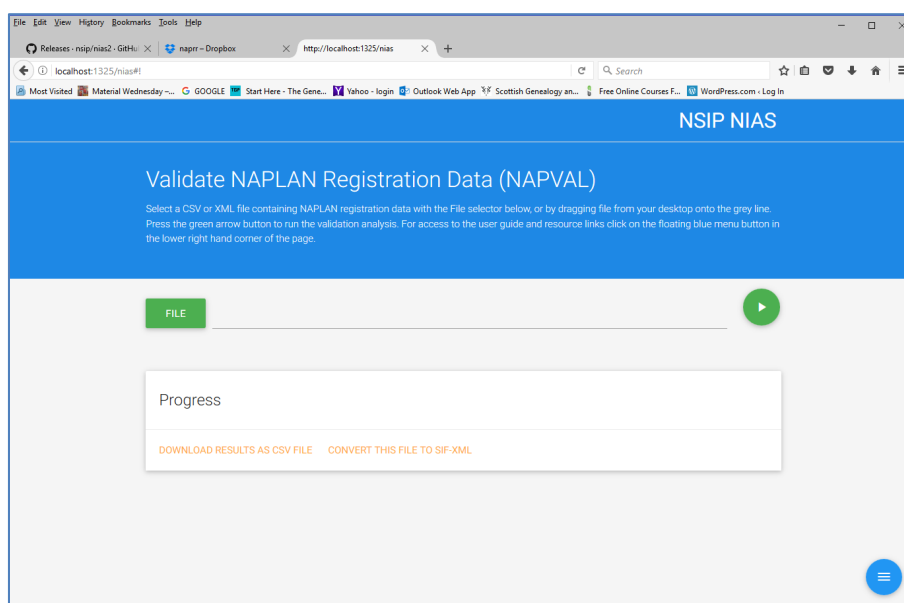 File Edit View History Bookmarks Tools Help
Releases · nsip/nias2 · GitHu
naprr – Dropbox
http://localhost:1325/nias
localhost:1325/nias#!
Search
Most Visited Material Wednesday –... GOOGLE Start Here - The Gene... Yahoo - login Outlook Web App Scottish Genealogy an... Free Online Courses F... WordPress.com ‹ Log In
NSIP NIAS
Validate NAPLAN Registration Data (NAPVAL)
Select a CSV or XML file containing NAPLAN registration data with the File selector below, or by dragging file from your desktop onto the grey line.
Press the green arrow button to run the validation analysis. For access to the user guide and resource links click on the floating blue menu button in
the lower right hand corner of the page.
FILE
Progress
DOWNLOAD RESULTS AS CSV FILE CONVERT THIS FILE TO SIF-XML